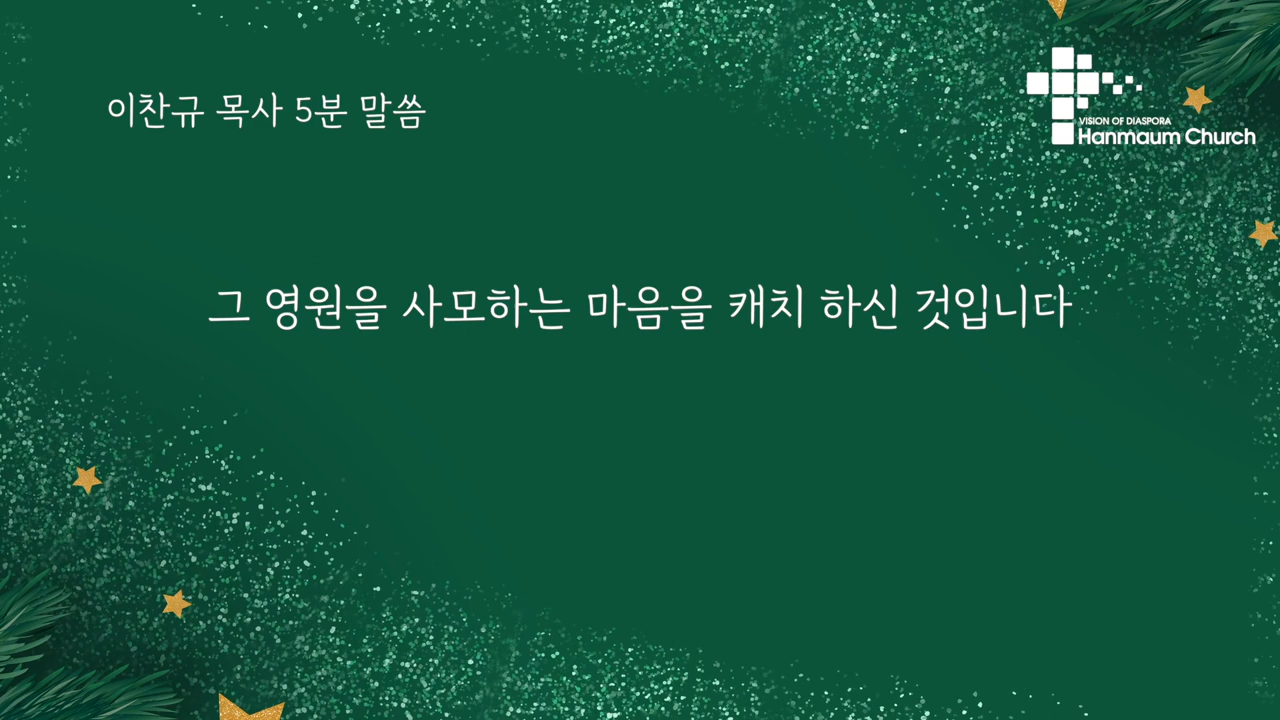 이찬규 목사 5분 말씀
VISION OF DIASPORA
Hanmaum Church
그 영원을 사모하는 마음을 캐치 하신 것입니다